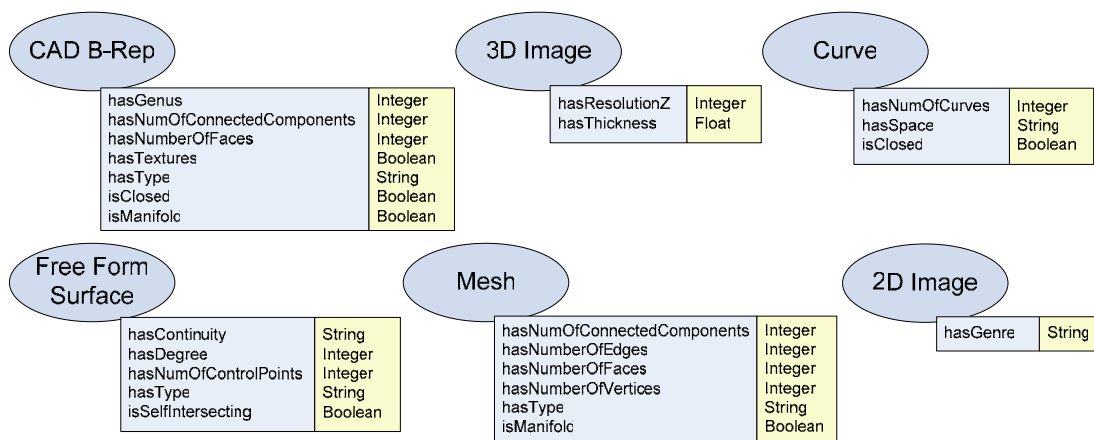 CAD B-Rep
hasGenus Integer
hasNumOfConnectedComponents Integer
hasNumberOfFaces Integer
hasTextures Boolean
hasType String
isClosed Boolean
isManifold Boolean
3D Image
hasResolutionZ Integer
hasThickness Float
Curve
hasNumOfCurves Integer
hasSpace String
isClosed Boolean
Free Form
Surface
hasContinuity String
hasDegree Integer
hasNumOfControlPoints Integer
hasType String
isSelfIntersecting Boolean
Mesh
hasNumOfConnectedComponents Integer
hasNumberOfEdges Integer
hasNumberOfFaces Integer
hasNumberOfVertices Integer
hasType String
isManifold Boolean
2D Image
hasGenre String